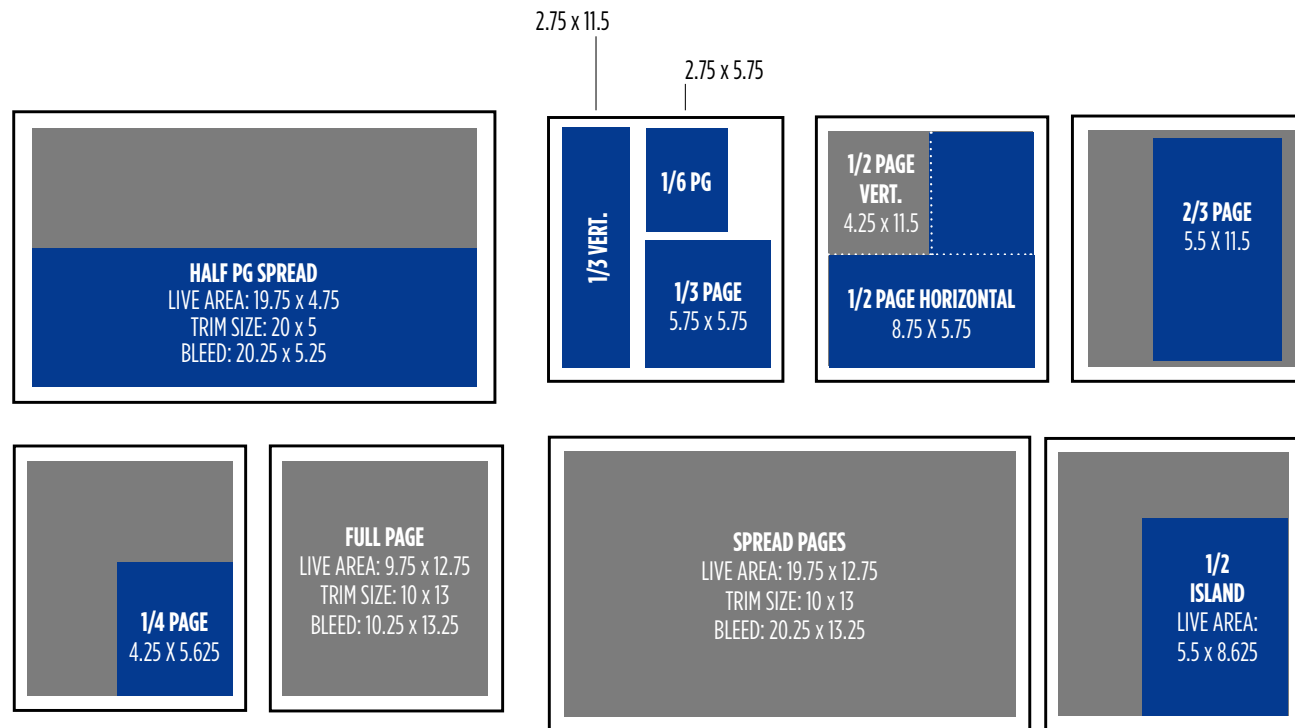 2.75 x 11.5
2.75 x 5.75
HALF PG SPREAD
LIVE AREA: 19.75 x 4.75
TRIM SIZE: 20 x 5
BLEED: 20.25 x 5.25
1/3 VERT.
1/6 PG
1/3 PAGE
5.75 x 5.75
1/2 PAGE
VERT.
4.25 x 11.5
1/2 PAGE HORIZONTAL
8.75 X 5.75
2/3 PAGE
5.5 X 11.5
1/4 PAGE
4.25 X 5.625
FULL PAGE
LIVE AREA: 9.75 x 12.75
TRIM SIZE: 10 x 13
BLEED: 10.25 x 13.25
SPREAD PAGES
LIVE AREA: 19.75 x 12.75
TRIM SIZE: 10 x 13
BLEED: 20.25 x 13.25
1/2
ISLAND
LIVE AREA:
5.5 x 8.625